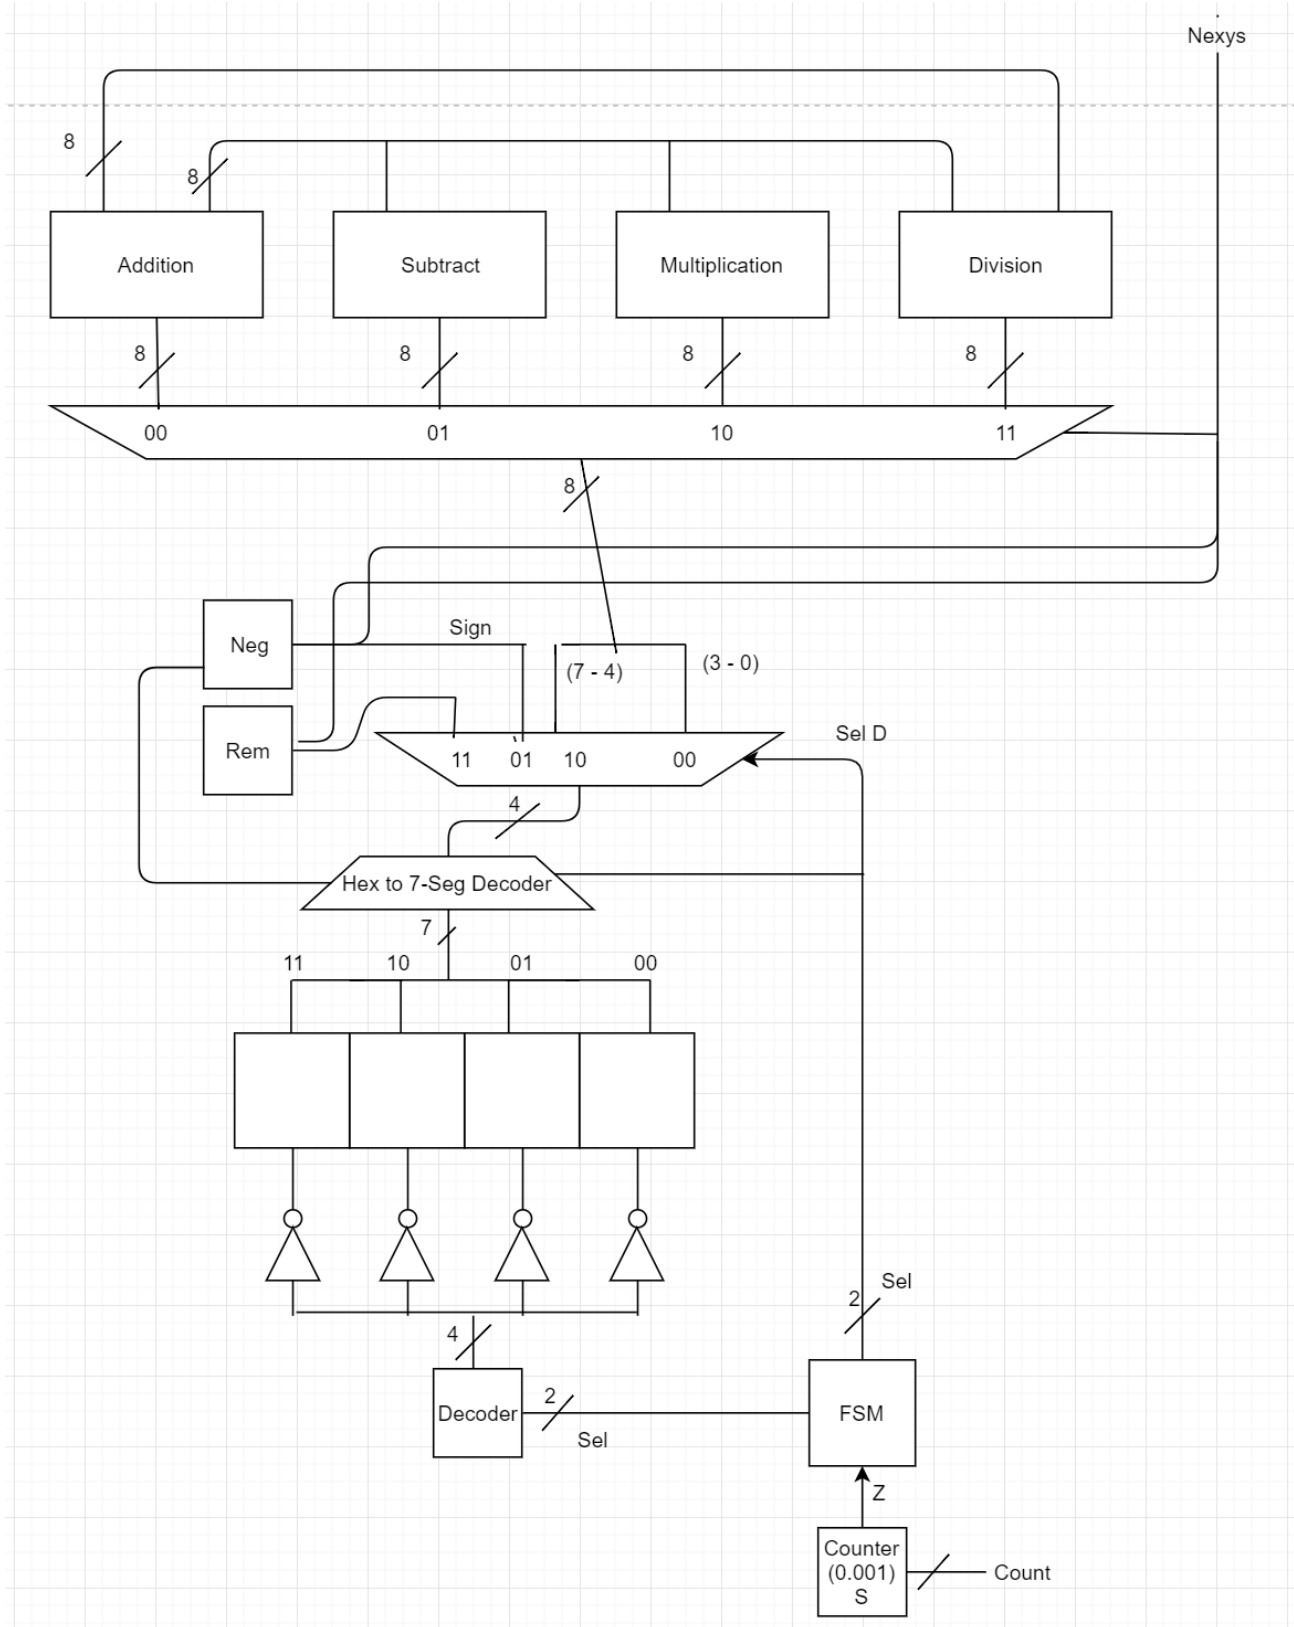 Nexys
8
8
Addition
Subtract
Multiplication
Division
8
8
8
8
00
01
10
11
8
Neg
Sign
(7 - 4)
(3 - 0)
Rem
Sel D
11
01
10
00
4
Hex to 7-Seg Decoder
7
11
10
01
00
Sel
2
4
Decoder
2
Sel
FSM
Z
Counter
(0.001)
S
Count